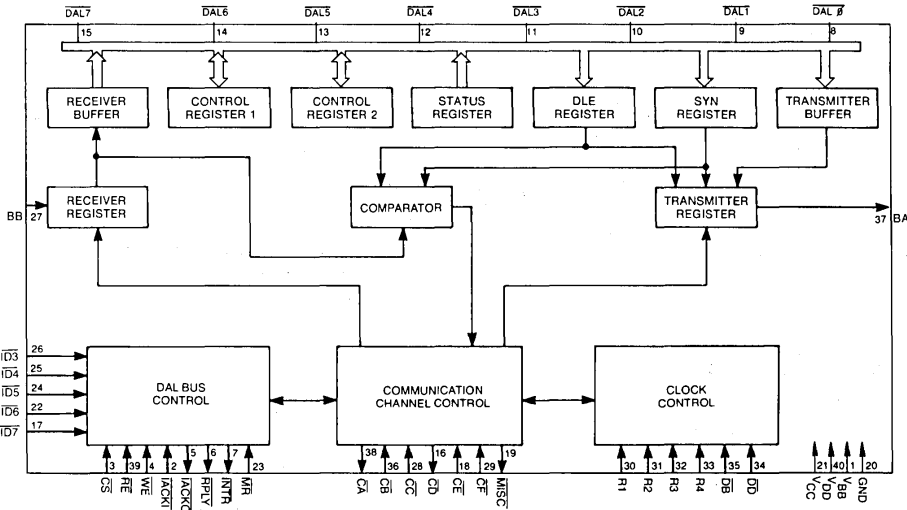 DAL7 DAL6 DAL5 DAL4 DAL3 DAL2 DAL1 DAL Ø
15 14 13 12 11 10 9 8
RECEIVER
BUFFER
CONTROL
REGISTER 1
CONTROL
REGISTER 2
STATUS
REGISTER
DLE
REGISTER
SYN
REGISTER
TRANSMITTER
BUFFER
BB
27
RECEIVER
REGISTER
COMPARATOR
TRANSMITTER
REGISTER
37
BA
ID3 26
ID4 25
ID5 24
ID6 22
ID7 17
DAL BUS
CONTROL
COMMUNICATION
CHANNEL CONTROL
CLOCK
CONTROL
3 39 4 2 5 6 7 23
CS RE WE IACKI IACKO RPLY INTR MR
38 36 28 16 18 29 19
CA CB CC CD CE CF MISC
30 31 32 33 35 34
R1 R2 R3 R4 DB DD
21 40 1 20
VCC VDD VBB GND